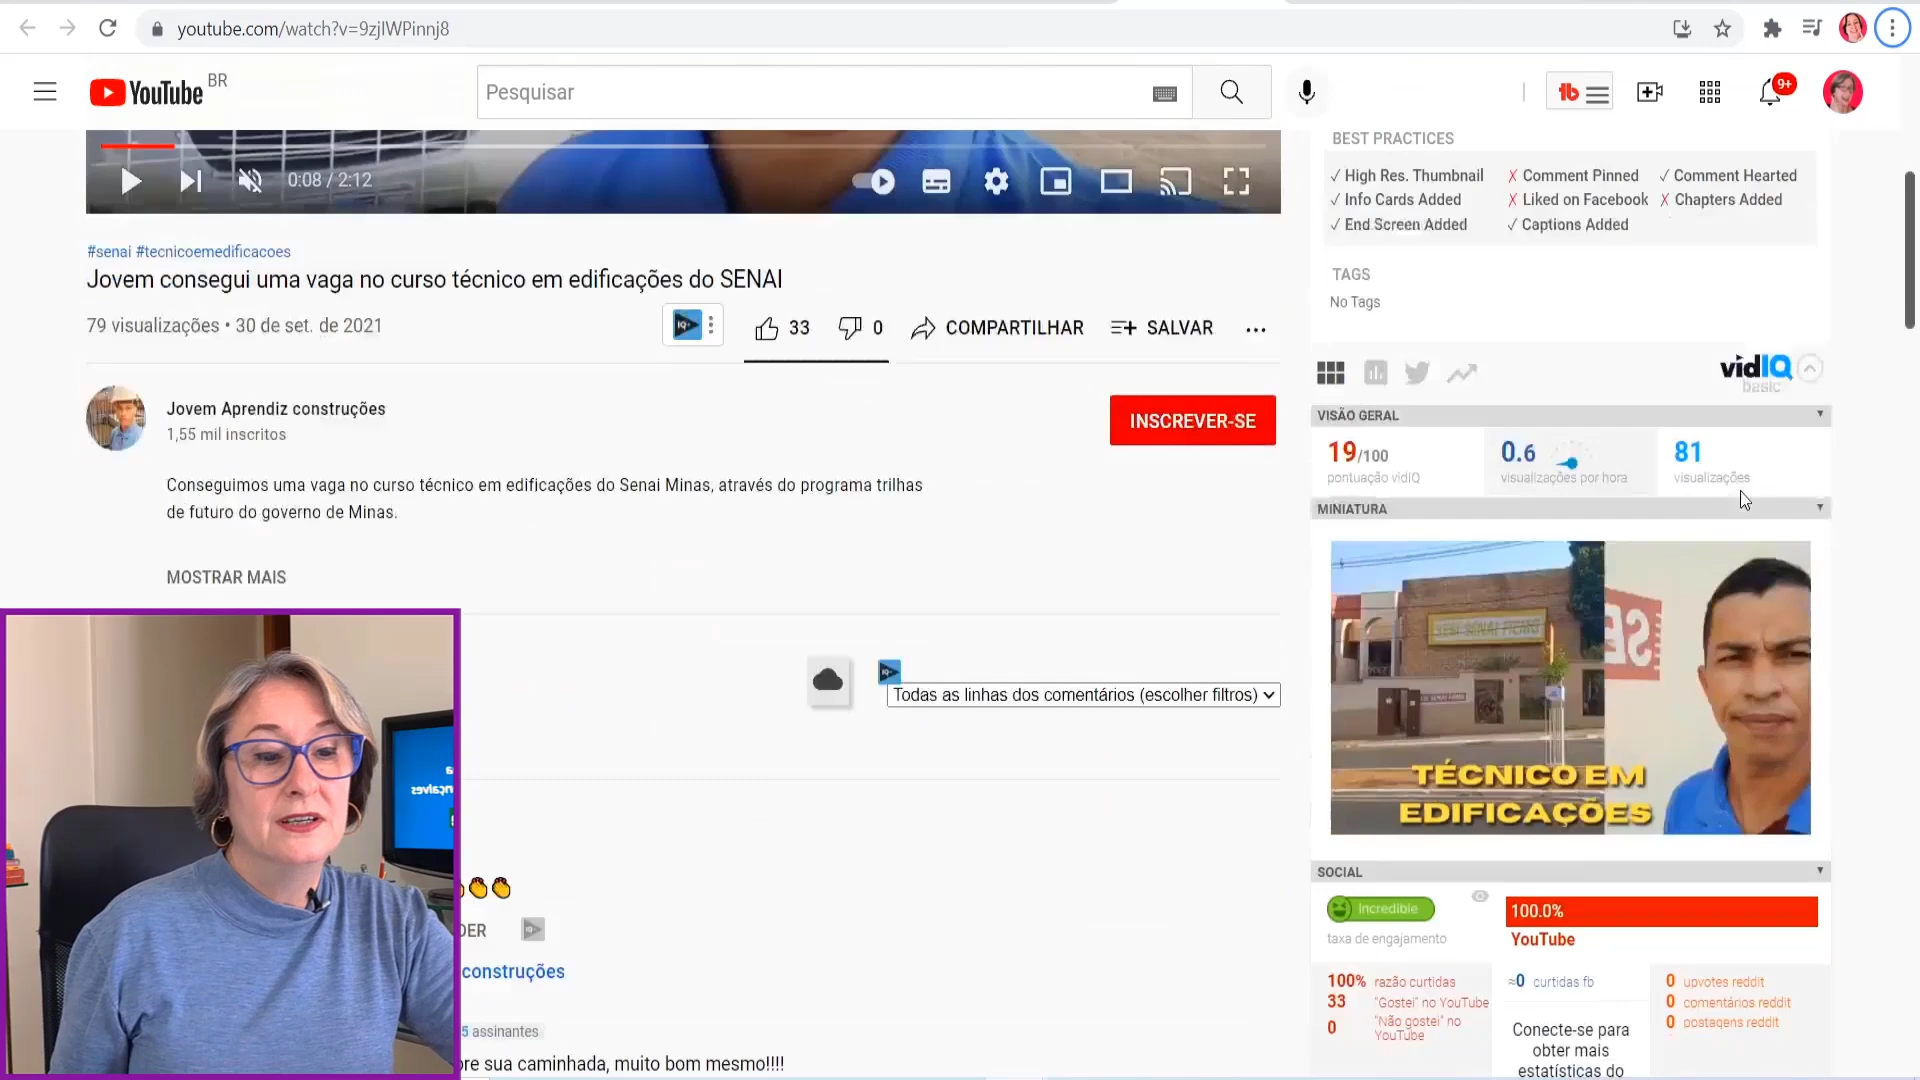 youtube.com/watch?v=9zjlWPinnj8
YouTube BR
Pesquisar
9+
BEST PRACTICES
✓ High Res. Thumbnail ✗ Comment Pinned ✓ Comment Hearted
✓ Info Cards Added ✗ Liked on Facebook ✗ Chapters Added
✓ End Screen Added ✓ Captions Added
TAGS
No Tags
0:08 / 2:12
#senai #tecnicoemedificacoes
Jovem consegui uma vaga no curso técnico em edificações do SENAI
79 visualizações • 30 de set. de 2021
33 0 COMPARTILHAR SALVAR ...
Jovem Aprendiz construções
1,55 mil inscritos
INSCREVER-SE
Conseguimos uma vaga no curso técnico em edificações do Senai Minas, através do programa trilhas
de futuro do governo de Minas.
MOSTRAR MAIS
Todas as linhas dos comentários (escolher filtros)
DER
construções
5 assinantes
re sua caminhada, muito bom mesmo!!!!
vidIQ
basic
VISÃO GERAL
19/100 0.6 81
pontuação vidIQ visualizações por hora visualizações
MINIATURA
SESI SENAI FIEMG
TÉCNICO EM
EDIFICAÇÕES
SOCIAL
Incredible 100.0%
taxa de engajamento YouTube
100% razão curtidas ≈0 curtidas fb 0 upvotes reddit
33 "Gostei" no YouTube 0 comentários reddit
0 "Não gostei" no YouTube 0 postagens reddit
Conecte-se para
obter mais
estatísticas do